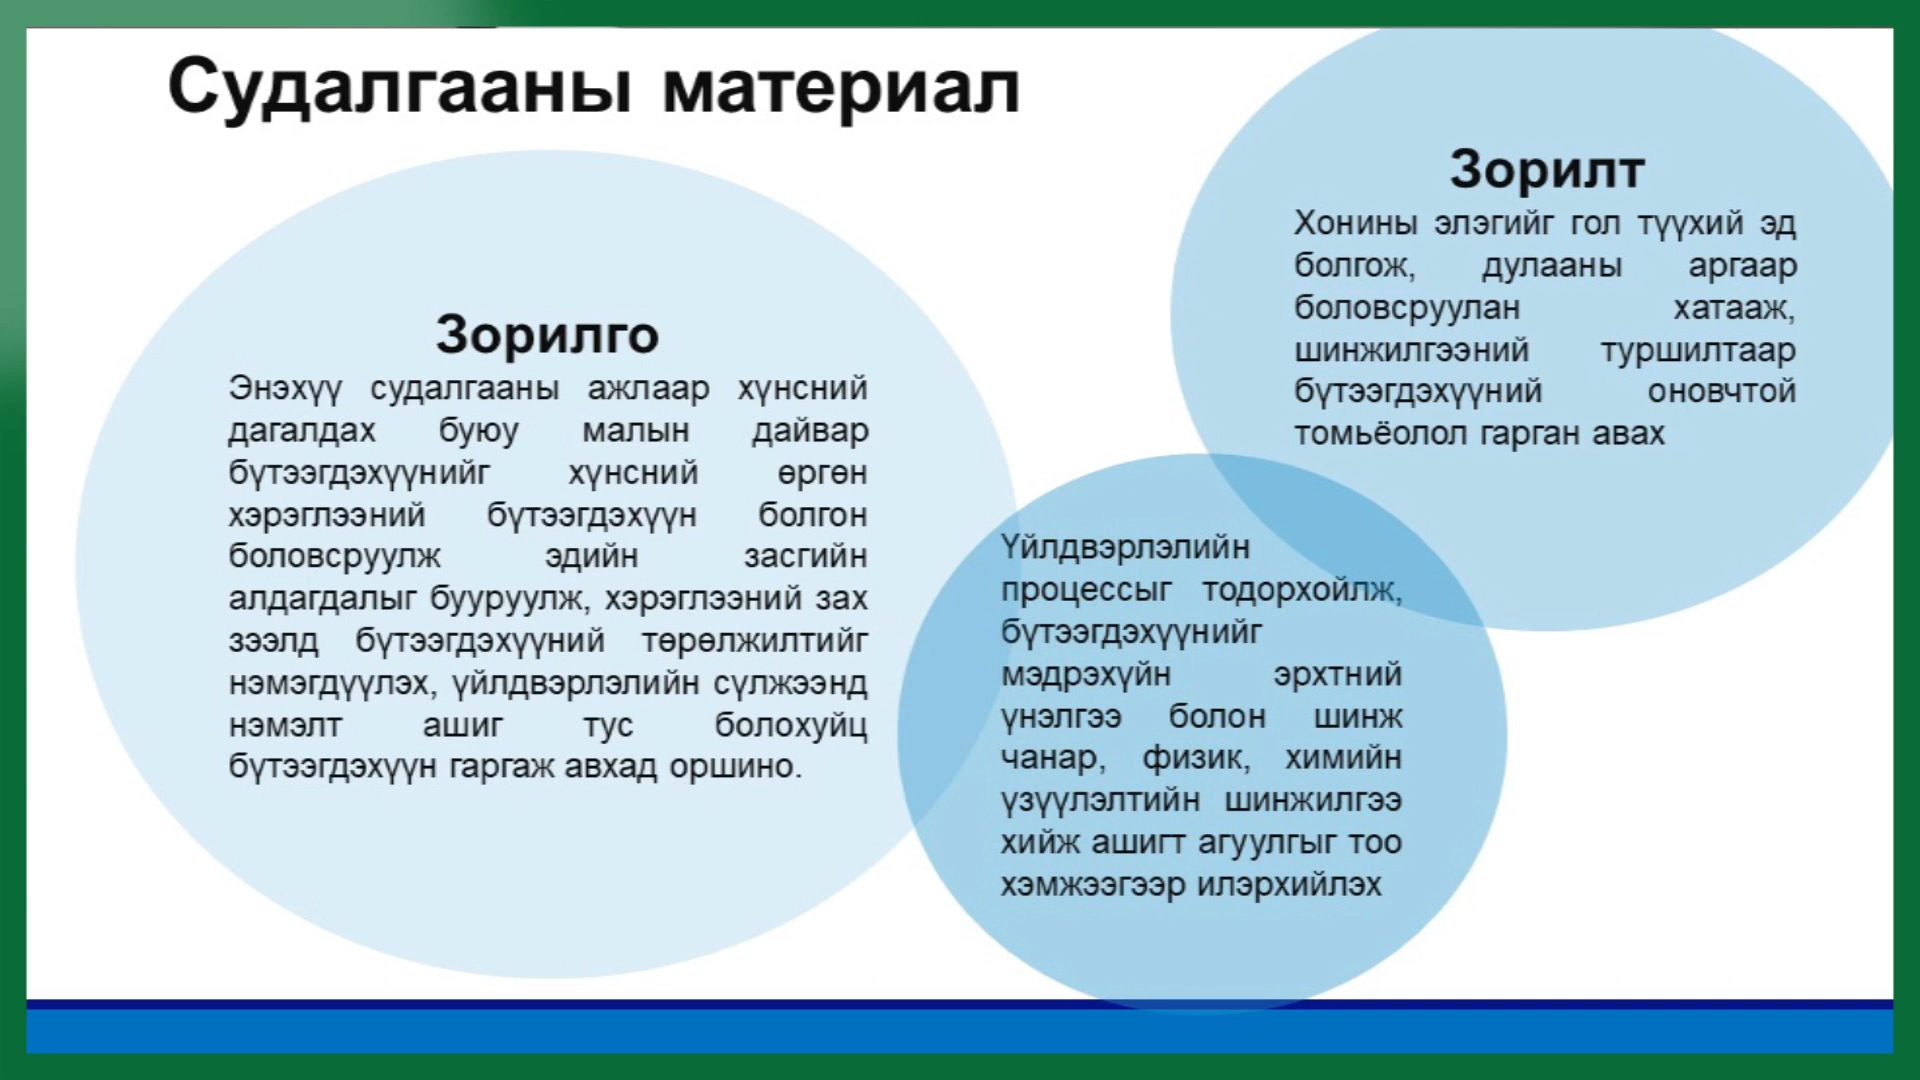 Судалгааны материал
Зорилго
Энэхүү судалгааны ажлаар хүнсний
дагалдах буюу малын дайвар
бүтээгдэхүүнийг хүнсний өргөн
хэрэглээний бүтээгдэхүүн болгон
боловсруулж эдийн засгийн
алдагдалыг бууруулж, хэрэглээний зах
зээлд бүтээгдэхүүний төрөлжилтийг
нэмэгдүүлэх, үйлдвэрлэлийн сүлжээнд
нэмэлт ашиг тус болохуйц
бүтээгдэхүүн гаргаж авхад оршино.
Зорилт
Хонины элэгийг гол түүхий эд
болгож, дулааны аргаар
боловсруулан хатааж,
шинжилгээний туршилтаар
бүтээгдэхүүний оновчтой
томьёолол гарган авах
Үйлдвэрлэлийн
процессыг тодорхойлж,
бүтээгдэхүүнийг
мэдрэхүйн эрхтний
үнэлгээ болон шинж
чанар, физик, химийн
үзүүлэлтийн шинжилгээ
хийж ашигт агуулгыг тоо
хэмжээгээр илэрхийлэх